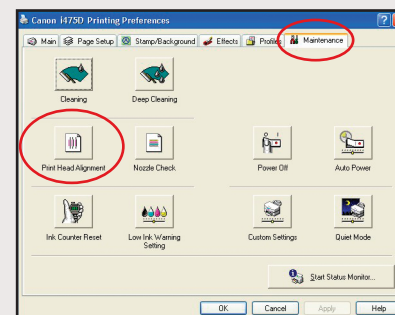 Canon i475D Printing Preferences
Main Page Setup Stamp/Background Effects Profiles Maintenance
Cleaning Deep Cleaning
Print Head Alignment Nozzle Check Power Off Auto Power
Ink Counter Reset Low Ink Warning Setting Custom Settings Quiet Mode
Start Status Monitor...
OK Cancel Apply Help